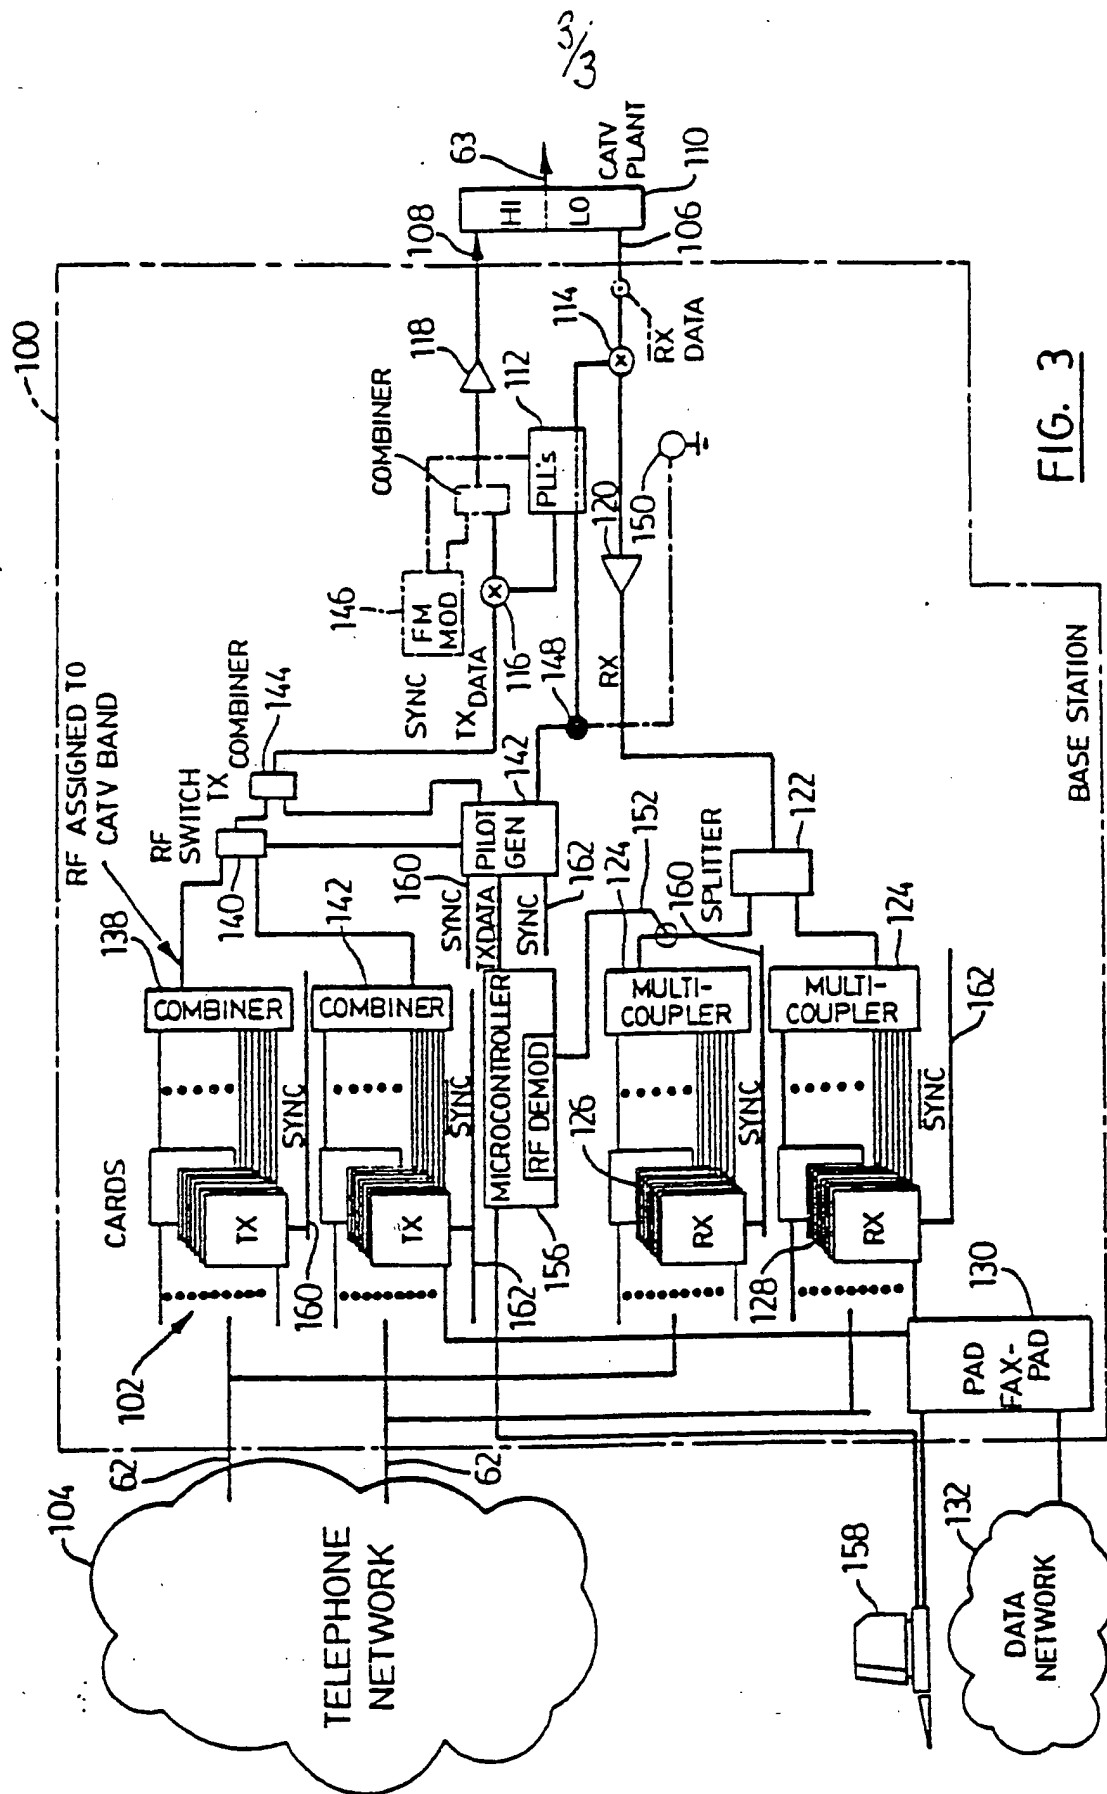 3/3
100
RF ASSIGNED TO
CATV BAND
138
COMBINER
CARDS
TX
SYNC
160
102
62
104
TELEPHONE
NETWORK
RF
SWITCH
TX
COMBINER
144
140
142
COMBINER
TX
SYNC
162
62
SYNC
TXDATA
SYNC
160
162
PILOT
GEN
142
MICROCONTROLLER
RF DEMOD
156
SYNC
TX DATA
146
FM
MOD
116
148
COMBINER
118
108
112
PLL's
63
HI
LO
CATV
PLANT
110
106
114
RX
DATA
120
150
RX
152
124
SPLITTER
160
122
MULTI-
COUPLER
126
RX
SYNC
124
MULTI-
COUPLER
128
RX
SYNC
162
130
PAD
FAX-
PAD
158
132
DATA
NETWORK
BASE STATION
FIG. 3